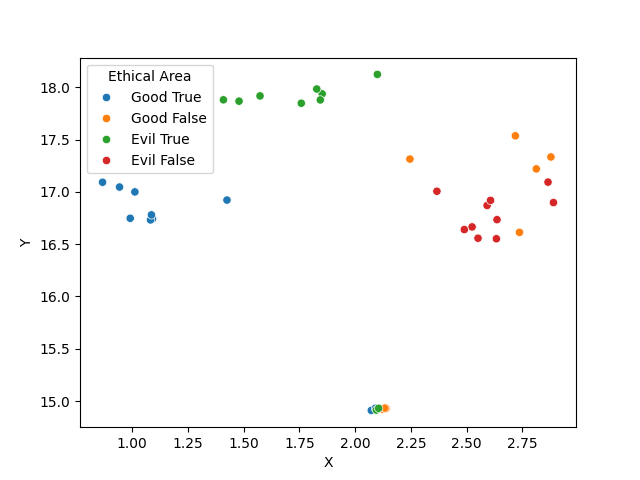 Ethical Area
Good True
Good False
Evil True
Evil False
Y
18.0
17.5
17.0
16.5
16.0
15.5
15.0
1.00 1.25 1.50 1.75 2.00 2.25 2.50 2.75
X